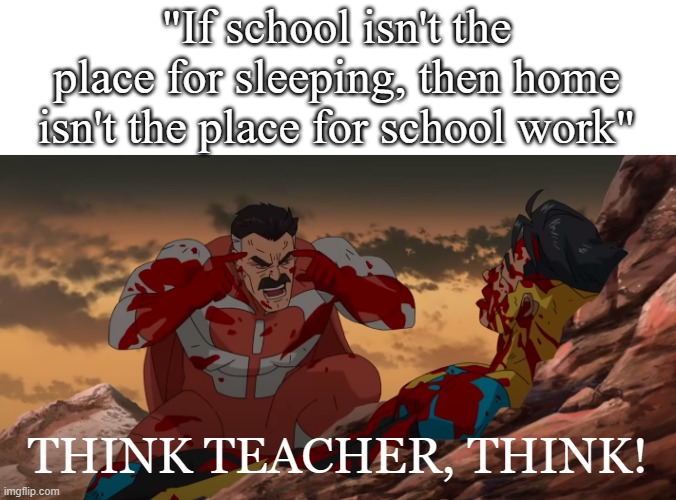 "If school isn't the
place for sleeping, then home
isn't the place for school work"
THINK TEACHER, THINK!
imgflip.com